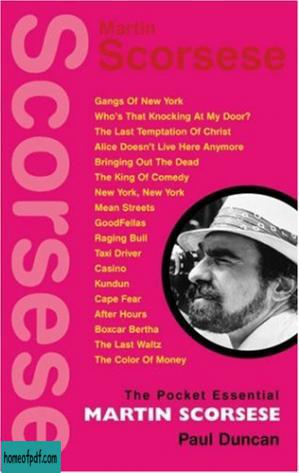 Scorsese
Martin
Scorsese
Gangs Of New York
Who's That Knocking At My Door?
The Last Temptation Of Christ
Alice Doesn't Live Here Anymore
Bringing Out The Dead
The King Of Comedy
New York, New York
Mean Streets
GoodFellas
Raging Bull
Taxi Driver
Casino
Kundun
Cape Fear
After Hours
Boxcar Bertha
The Last Waltz
The Color Of Money
The Pocket Essential
MARTIN SCORSESE
Paul Duncan
homeofpdf.com